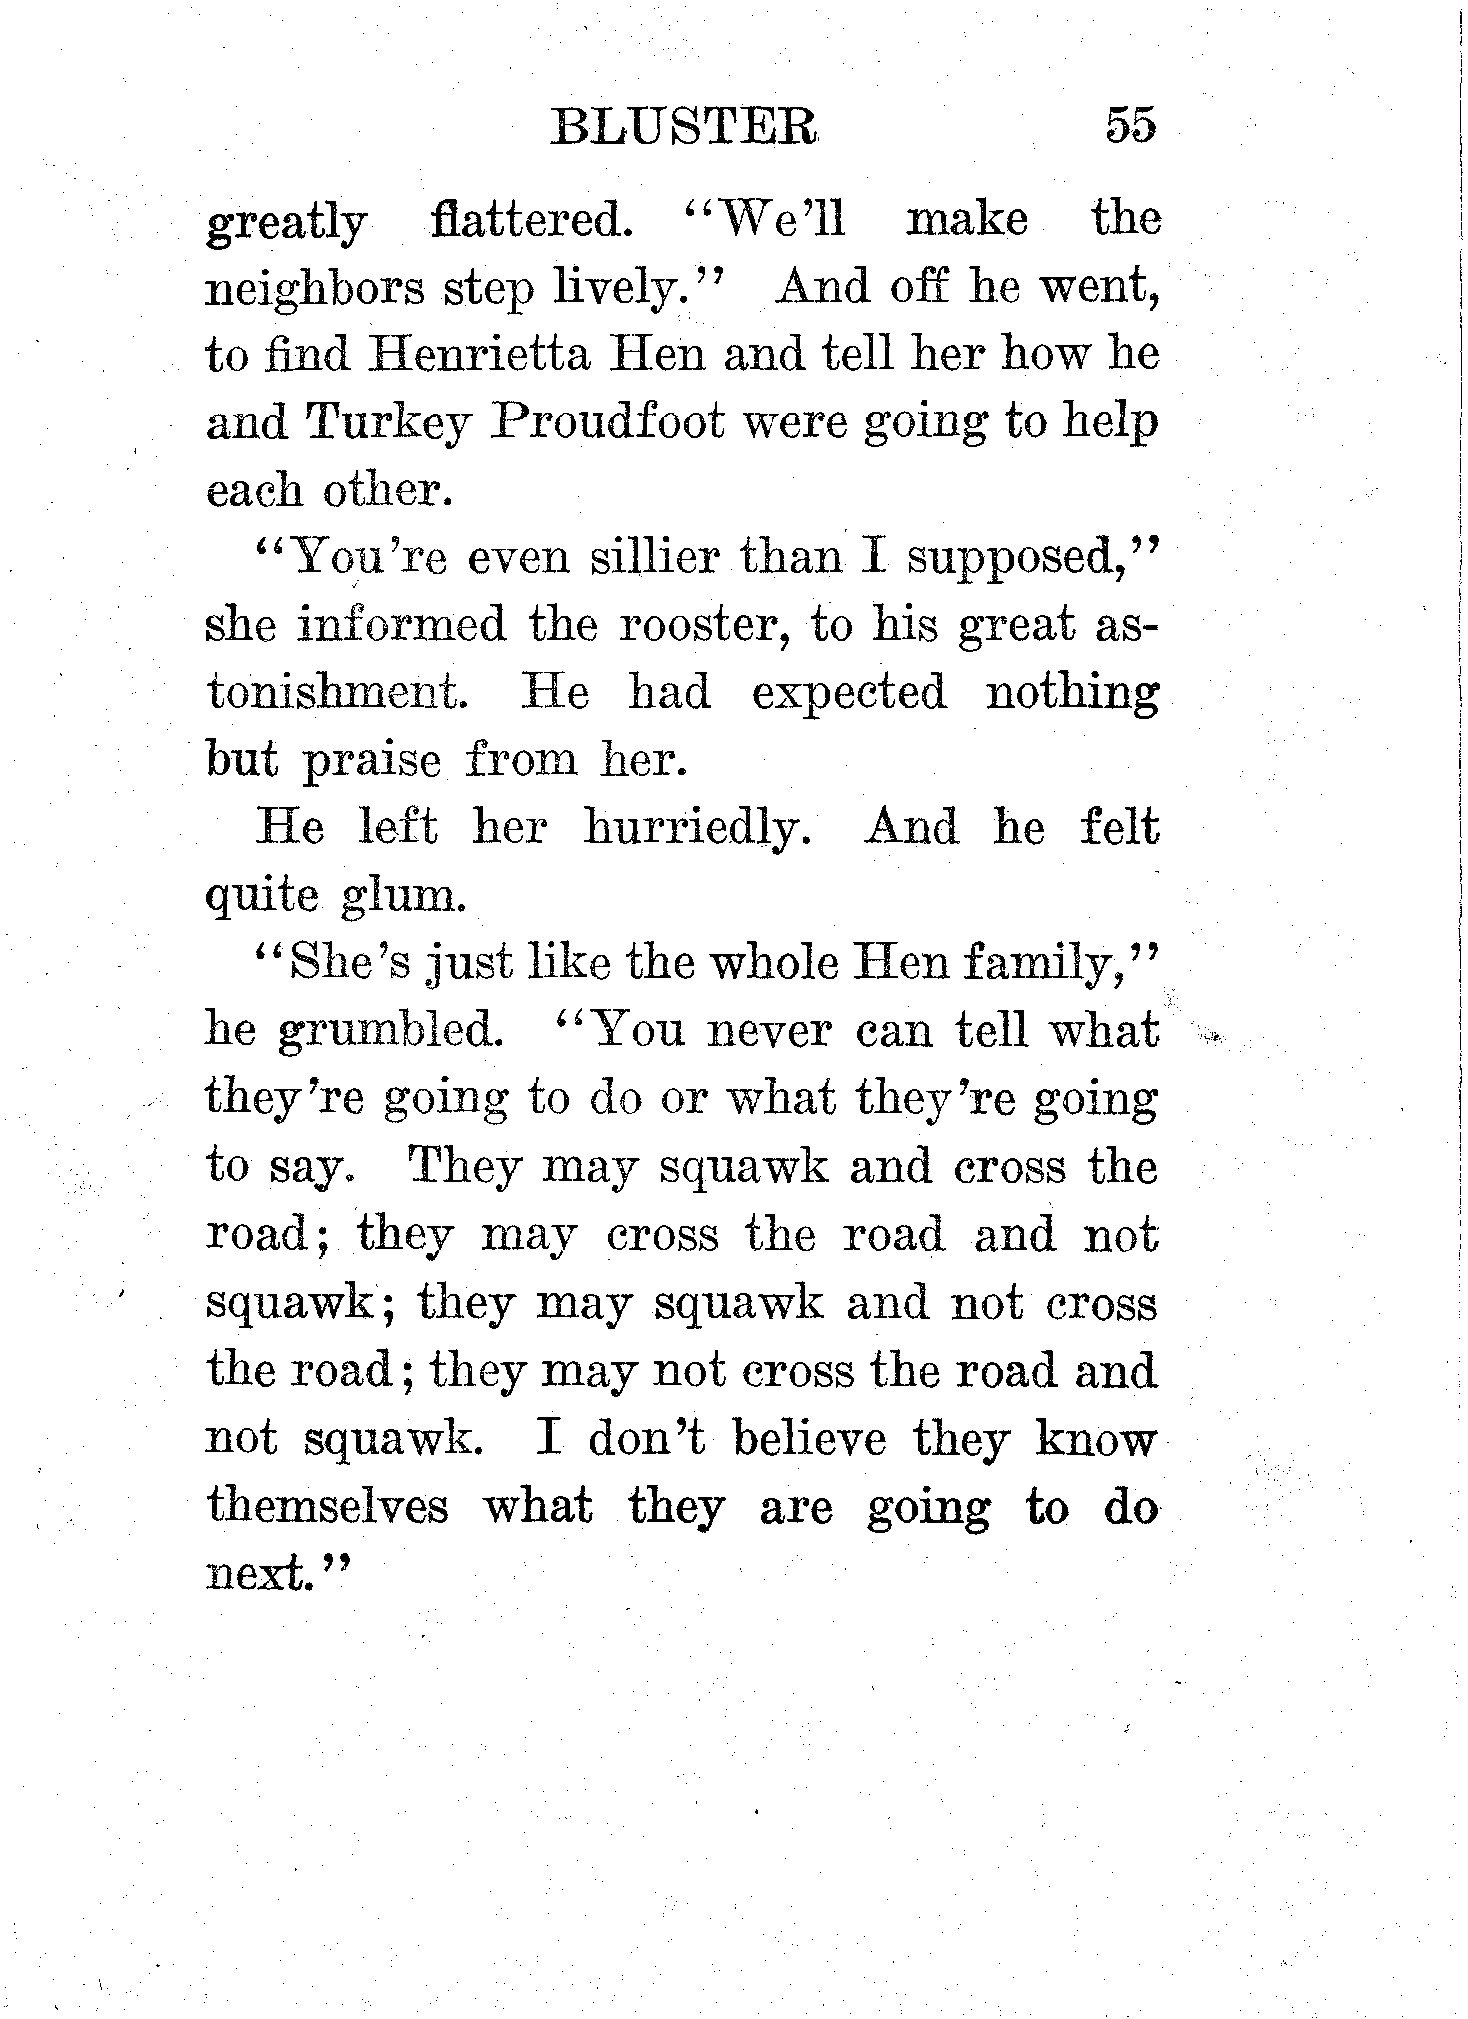 BLUSTER 55
greatly flattered. "We'll make the
neighbors step lively." And off he went,
to find Henrietta Hen and tell her how he
and Turkey Proudfoot were going to help
each other.
"You're even sillier than I supposed,"
she informed the rooster, to his great as-
tonishment. He had expected nothing
but praise from her.
He left her hurriedly. And he felt
quite glum.
"She's just like the whole Hen family,"
he grumbled. "You never can tell what
they're going to do or what they're going
to say. They may squawk and cross the
road; they may cross the road and not
squawk; they may squawk and not cross
the road; they may not cross the road and
not squawk. I don't believe they know
themselves what they are going to do
next."